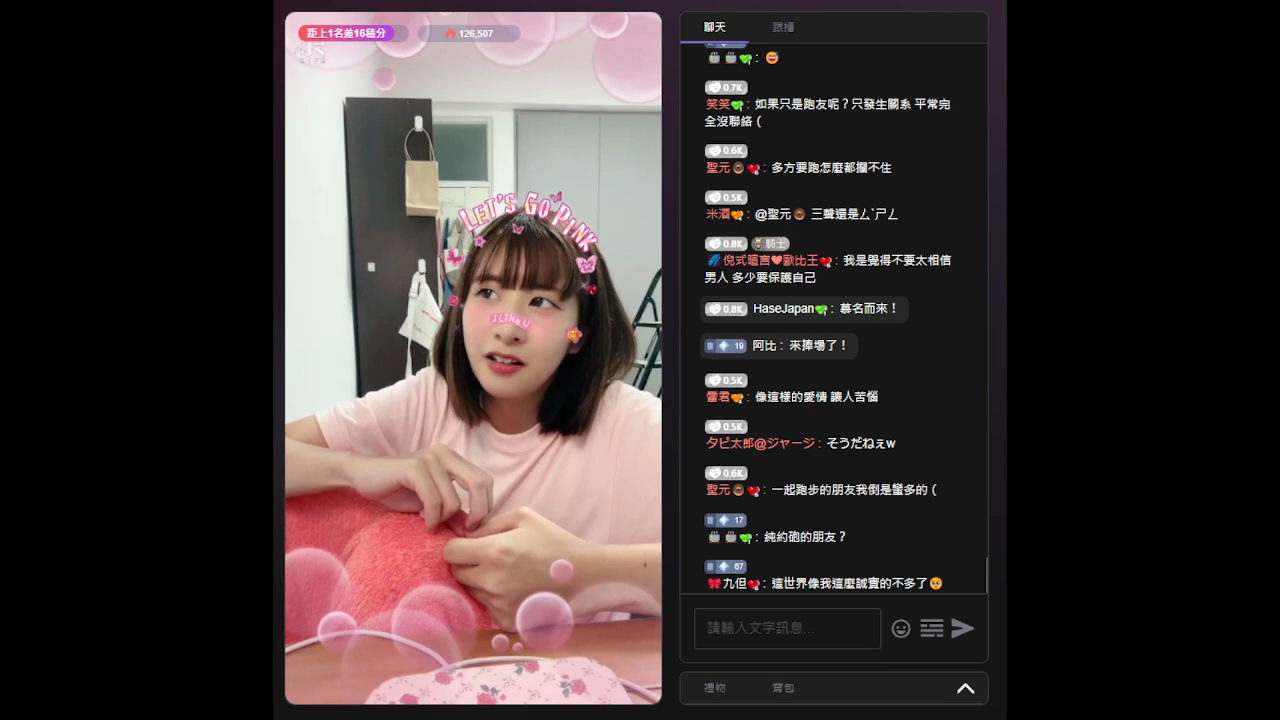 距上1名差16積分
126,507
LIVE
LET'S GO PINK
I LIKE U
聊天
跟播
: 😅
0.7K
笑笑: 如果只是跑友呢？只發生關系 平常完
全沒聯絡 (
0.6K
聖元🍩: 多方要跑怎麼都攔不住
0.5K
米酒: @聖元🍩 三聲還是ㄥˋㄕㄥ
0.8K 騎士
倪式瘟言❤歐比王: 我是覺得不要太相信
男人 多少要保護自己
0.8K HaseJapan: 慕名而來！
19 阿比: 來捧場了！
0.5K
雷君: 像這樣的愛情 讓人苦惱
0.5K
タピ太郎@ジャージ: そうだねぇw
0.6K
聖元🍩: 一起跑步的朋友我倒是蠻多的 (
17
: 純約砲的朋友？
67
🎀九但: 這世界像我這麼誠實的不多了🥺
請輸入文字訊息...
禮物
背包